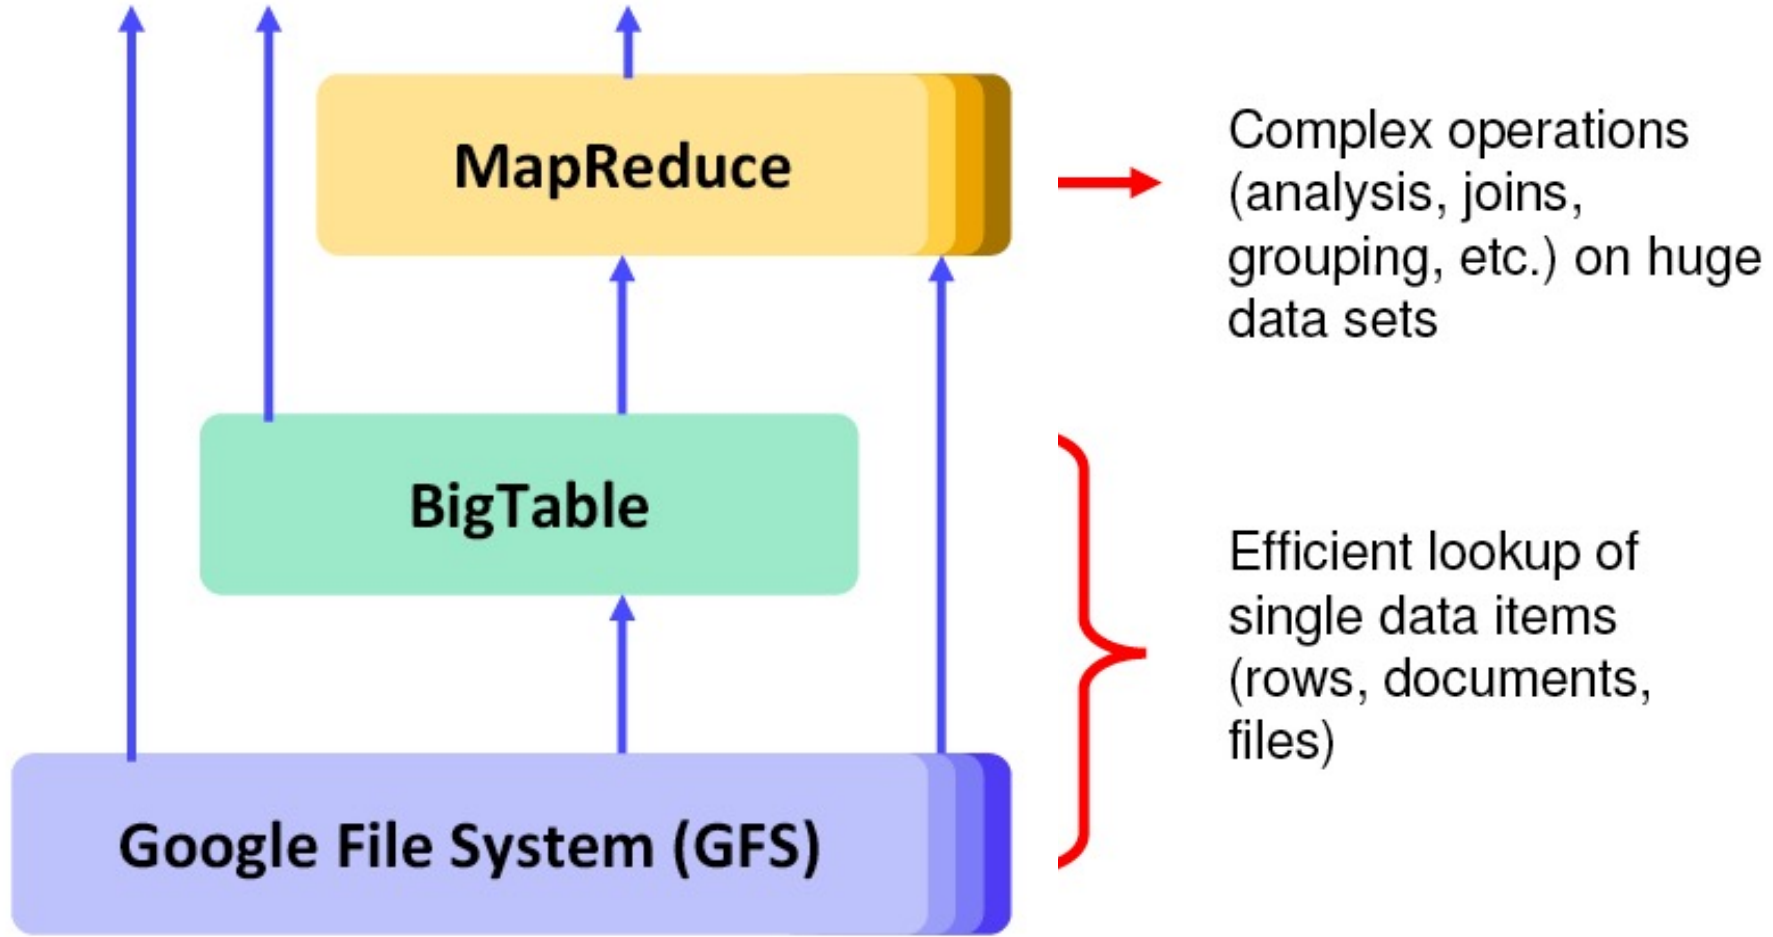 MapReduce
Complex operations
(analysis, joins,
grouping, etc.) on huge
data sets
BigTable
Efficient lookup of
single data items
(rows, documents,
files)
Google File System (GFS)